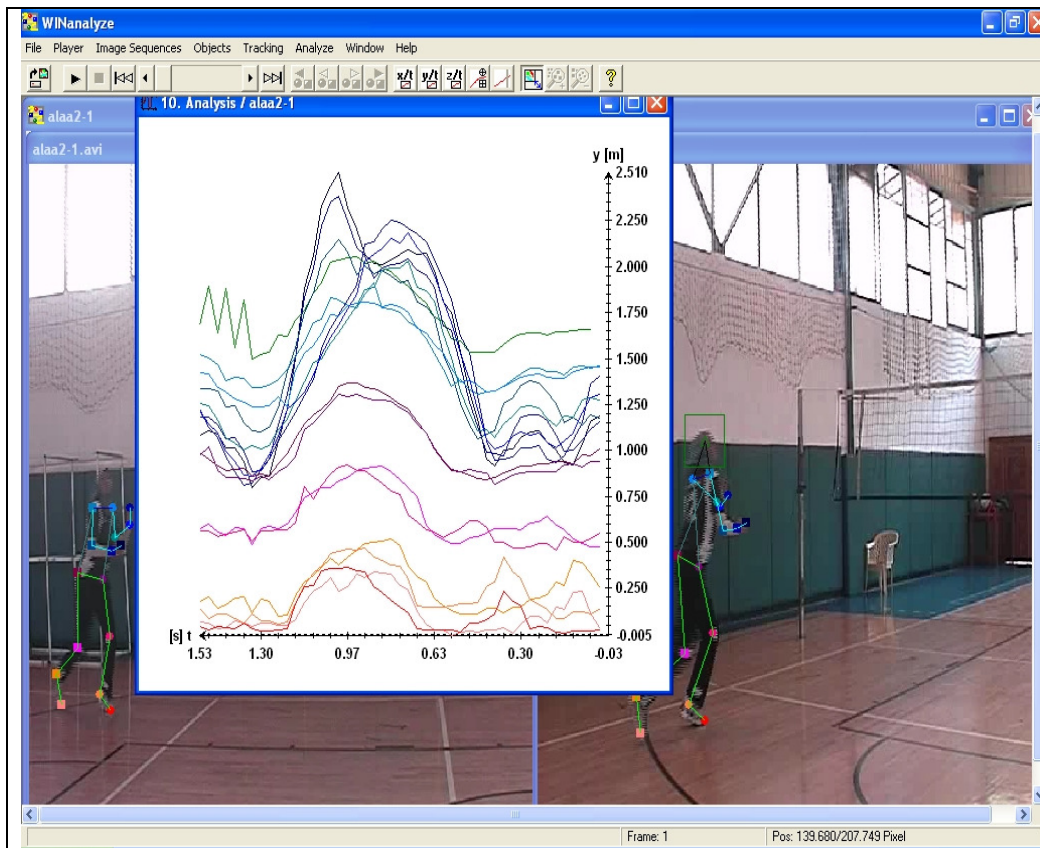 WINanalyze
File Player Image Sequences Objects Tracking Analyze Window Help
x/t y/t z/t ?
alaa2-1
10. Analysis / alaa2-1
alaa2-1.avi
y [m]
2.510
2.250
2.000
1.750
1.500
1.250
1.000
0.750
0.500
0.250
-0.005
[s] t
1.53 1.30 0.97 0.63 0.30 -0.03
Frame: 1 Pos: 139.680/207.749 Pixel